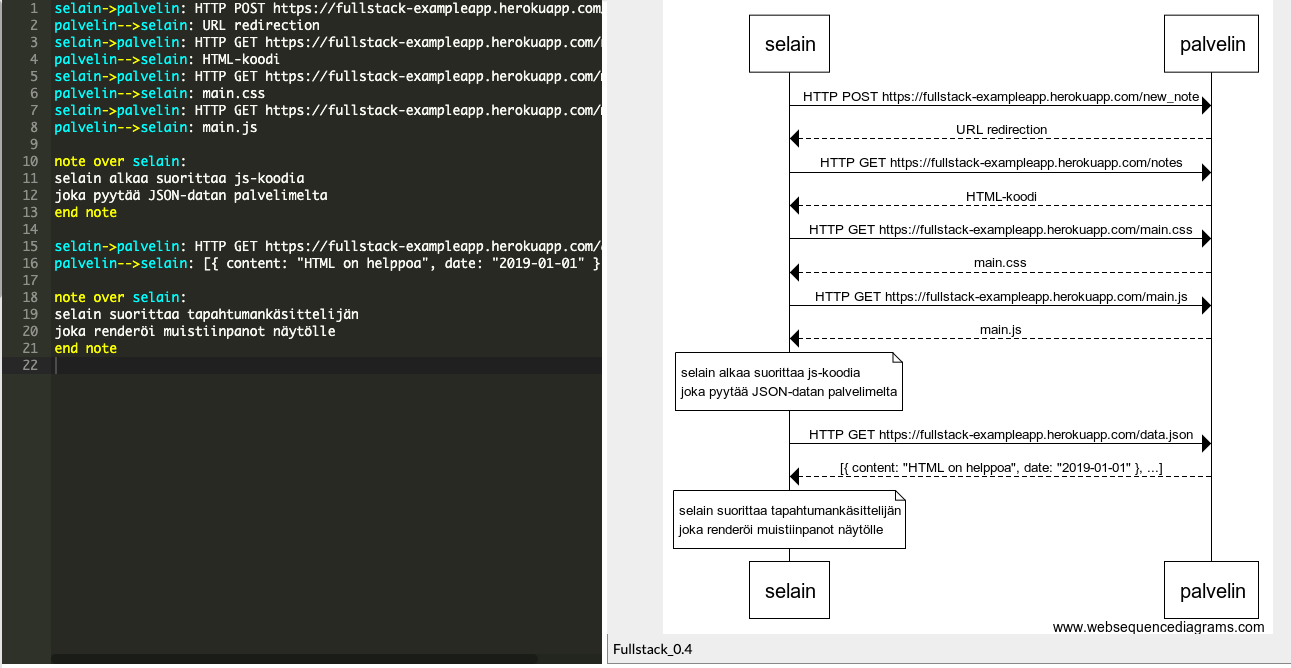 1 selain->palvelin: HTTP POST https://fullstack-exampleapp.herokuapp.com
2 palvelin-->selain: URL redirection
3 selain->palvelin: HTTP GET https://fullstack-exampleapp.herokuapp.com/
4 palvelin-->selain: HTML-koodi
5 selain->palvelin: HTTP GET https://fullstack-exampleapp.herokuapp.com/
6 palvelin-->selain: main.css
7 selain->palvelin: HTTP GET https://fullstack-exampleapp.herokuapp.com/
8 palvelin-->selain: main.js
9
10 note over selain:
11 selain alkaa suorittaa js-koodia
12 joka pyytää JSON-datan palvelimelta
13 end note
14
15 selain->palvelin: HTTP GET https://fullstack-exampleapp.herokuapp.com/
16 palvelin-->selain: [{ content: "HTML on helppoa", date: "2019-01-01" }
17
18 note over selain:
19 selain suorittaa tapahtumankäsittelijän
20 joka renderöi muistiinpanot näytölle
21 end note
22
selain palvelin
HTTP POST https://fullstack-exampleapp.herokuapp.com/new_note
URL redirection
HTTP GET https://fullstack-exampleapp.herokuapp.com/notes
HTML-koodi
HTTP GET https://fullstack-exampleapp.herokuapp.com/main.css
main.css
HTTP GET https://fullstack-exampleapp.herokuapp.com/main.js
main.js
selain alkaa suorittaa js-koodia
joka pyytää JSON-datan palvelimelta
HTTP GET https://fullstack-exampleapp.herokuapp.com/data.json
[{ content: "HTML on helppoa", date: "2019-01-01" }, ...]
selain suorittaa tapahtumankäsittelijän
joka renderöi muistiinpanot näytölle
selain palvelin
www.websequencediagrams.com
Fullstack_0.4